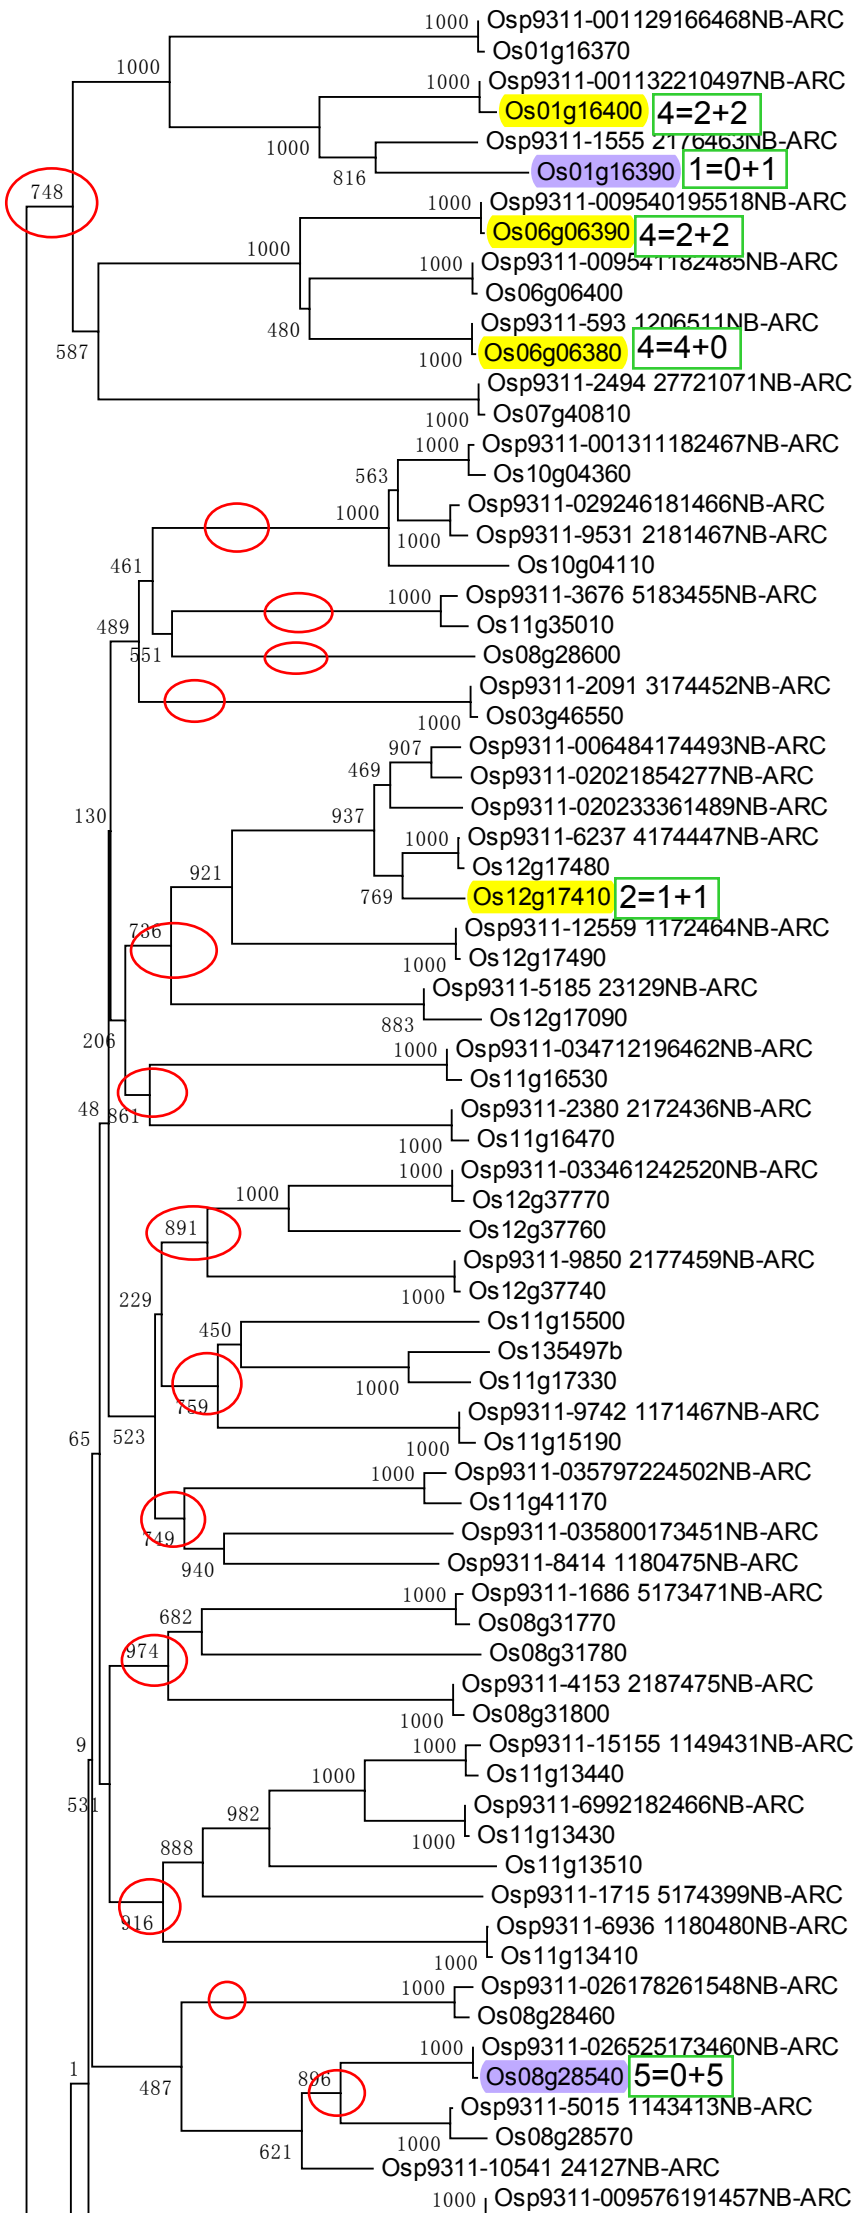 1000 Osp9311-001129166468NB-ARC
Os01g16370
1000
1000 Osp9311-001132210497NB-ARC
Os01g16400 4=2+2
1000 Osp9311-1555 2176463NB-ARC
816 Os01g16390 1=0+1
748
1000 Osp9311-009540195518NB-ARC
Os06g06390 4=2+2
1000
1000 Osp9311-009541182485NB-ARC
Os06g06400
480 Osp9311-593 1206511NB-ARC
587 1000 Os06g06380 4=4+0
Osp9311-2494 27721071NB-ARC
1000 Os07g40810
1000 Osp9311-001311182467NB-ARC
563 Os10g04360
1000 Osp9311-029246181466NB-ARC
1000 Osp9311-9531 2181467NB-ARC
461 Os10g04110
1000 Osp9311-3676 5183455NB-ARC
489 Os11g35010
551 Os08g28600
Osp9311-2091 3174452NB-ARC
1000 Os03g46550
907 Osp9311-006484174493NB-ARC
469 Osp9311-02021854277NB-ARC
130 937 Osp9311-020233361489NB-ARC
1000 Osp9311-6237 4174447NB-ARC
921 Os12g17480
769 Os12g17410 2=1+1
736 Osp9311-12559 1172464NB-ARC
1000 Os12g17490
Osp9311-5185 23129NB-ARC
883 Os12g17090
206 1000 Osp9311-034712196462NB-ARC
Os11g16530
48 861 Osp9311-2380 2172436NB-ARC
1000 Os11g16470
1000 Osp9311-033461242520NB-ARC
1000 Os12g37770
891 Os12g37760
Osp9311-9850 2177459NB-ARC
229 1000 Os12g37740
450 Os11g15500
Os135497b
1000 Os11g17330
759 Osp9311-9742 1171467NB-ARC
65 523 1000 Os11g15190
1000 Osp9311-035797224502NB-ARC
Os11g41170
749 Osp9311-035800173451NB-ARC
940 Osp9311-8414 1180475NB-ARC
1000 Osp9311-1686 5173471NB-ARC
682 Os08g31770
974 Os08g31780
Osp9311-4153 2187475NB-ARC
1000 Os08g31800
9 1000 Osp9311-15155 1149431NB-ARC
1000 Os11g13440
531 982 Osp9311-6992182466NB-ARC
888 1000 Os11g13430
Os11g13510
Osp9311-1715 5174399NB-ARC
916 Osp9311-6936 1180480NB-ARC
1000 Os11g13410
1000 Osp9311-026178261548NB-ARC
Os08g28460
1000 Osp9311-026525173460NB-ARC
1 487 896 Os08g28540 5=0+5
Osp9311-5015 1143413NB-ARC
621 1000 Os08g28570
Osp9311-10541 24127NB-ARC
1000 Osp9311-009576191457NB-ARC